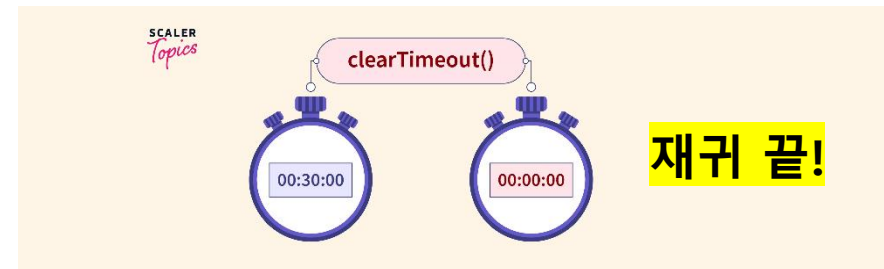 SCALER
Topics
clearTimeout()
00:30:00
00:00:00
재귀 끝!